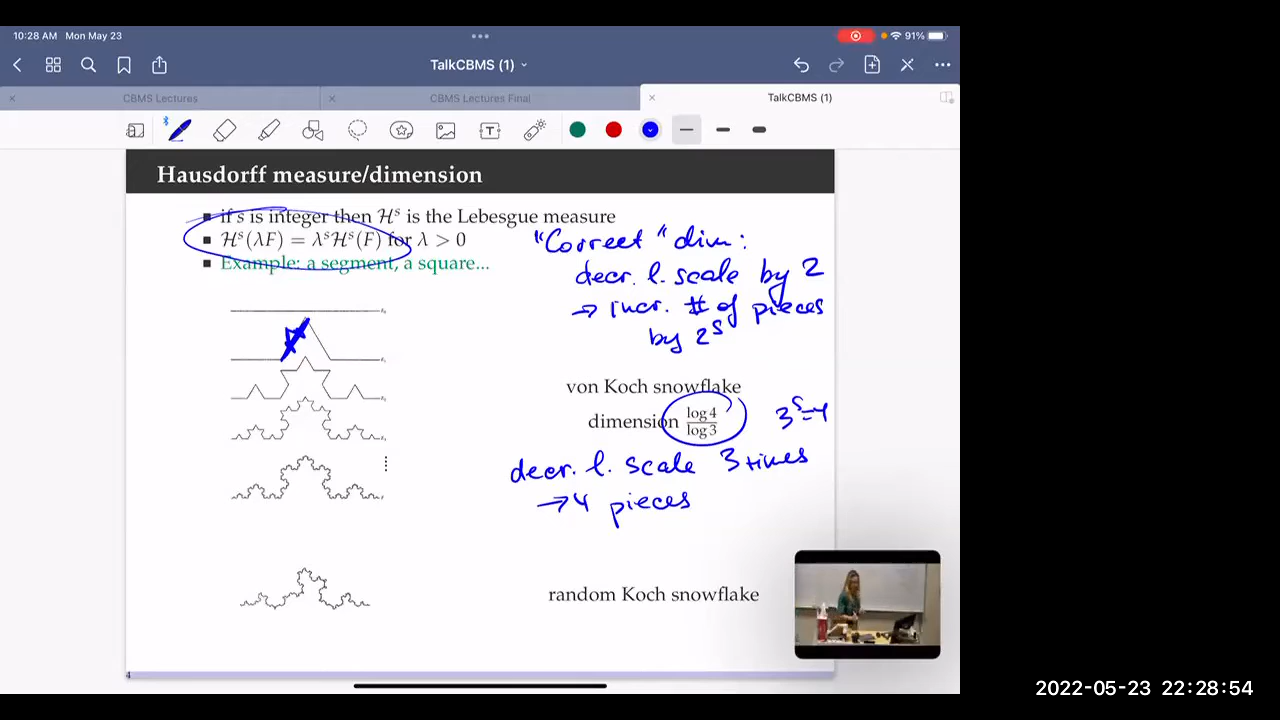 10:28 AM Mon May 23
91%
TalkCBMS (1)
CBMS Lectures
CBMS Lectures Final
TalkCBMS (1)
Hausdorff measure/dimension
if s is integer then ℋˢ is the Lebesgue measure
ℋˢ(λF) = λˢℋˢ(F) for λ > 0
Example: a segment, a square...
"Correct" dim:
decr. l. scale by 2
→ incr. # of pieces
by 2ˢ
von Koch snowflake
dimension log 4 / log 3
3ˢ=4
decr. l. scale 3 times
→ 4 pieces
random Koch snowflake
4
2022-05-23 22:28:54